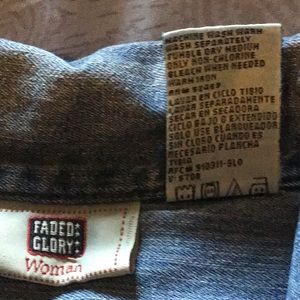 MACHINE WASH WARM
WASH SEPARATELY
TUMBLE DRY MEDIUM
ONLY NON-CHLORINE
BLEACH WHEN NEEDED
WARM IRON
LAVAR EN CICLO TIBIO
LAVAR SEPARADAMENTE
SECAR A MAQUINA EN
CICLO BAJO EXTENDIDO
SOLO USE BLANQUEADOR
SIN CLORO CUANDO ES
NECESARIO PLANCHA
TIBIA
FADED
GLORY
Woman